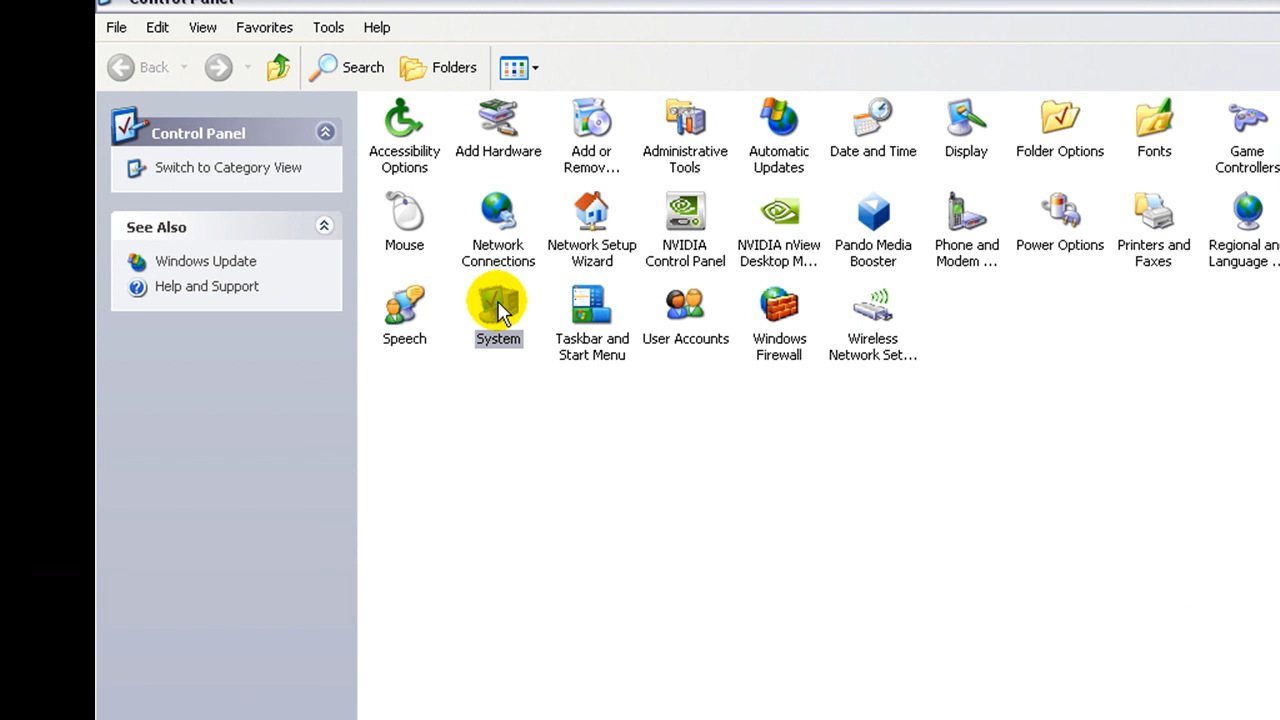 Control Panel
File Edit View Favorites Tools Help
Back Search Folders
Control Panel
Switch to Category View
See Also
Windows Update
Help and Support
Accessibility Options
Add Hardware
Add or Remov...
Administrative Tools
Automatic Updates
Date and Time
Display
Folder Options
Fonts
Game Controllers
Mouse
Network Connections
Network Setup Wizard
NVIDIA Control Panel
NVIDIA nView Desktop M...
Pando Media Booster
Phone and Modem ...
Power Options
Printers and Faxes
Regional an
Language ...
Speech
System
Taskbar and Start Menu
User Accounts
Windows Firewall
Wireless Network Set...